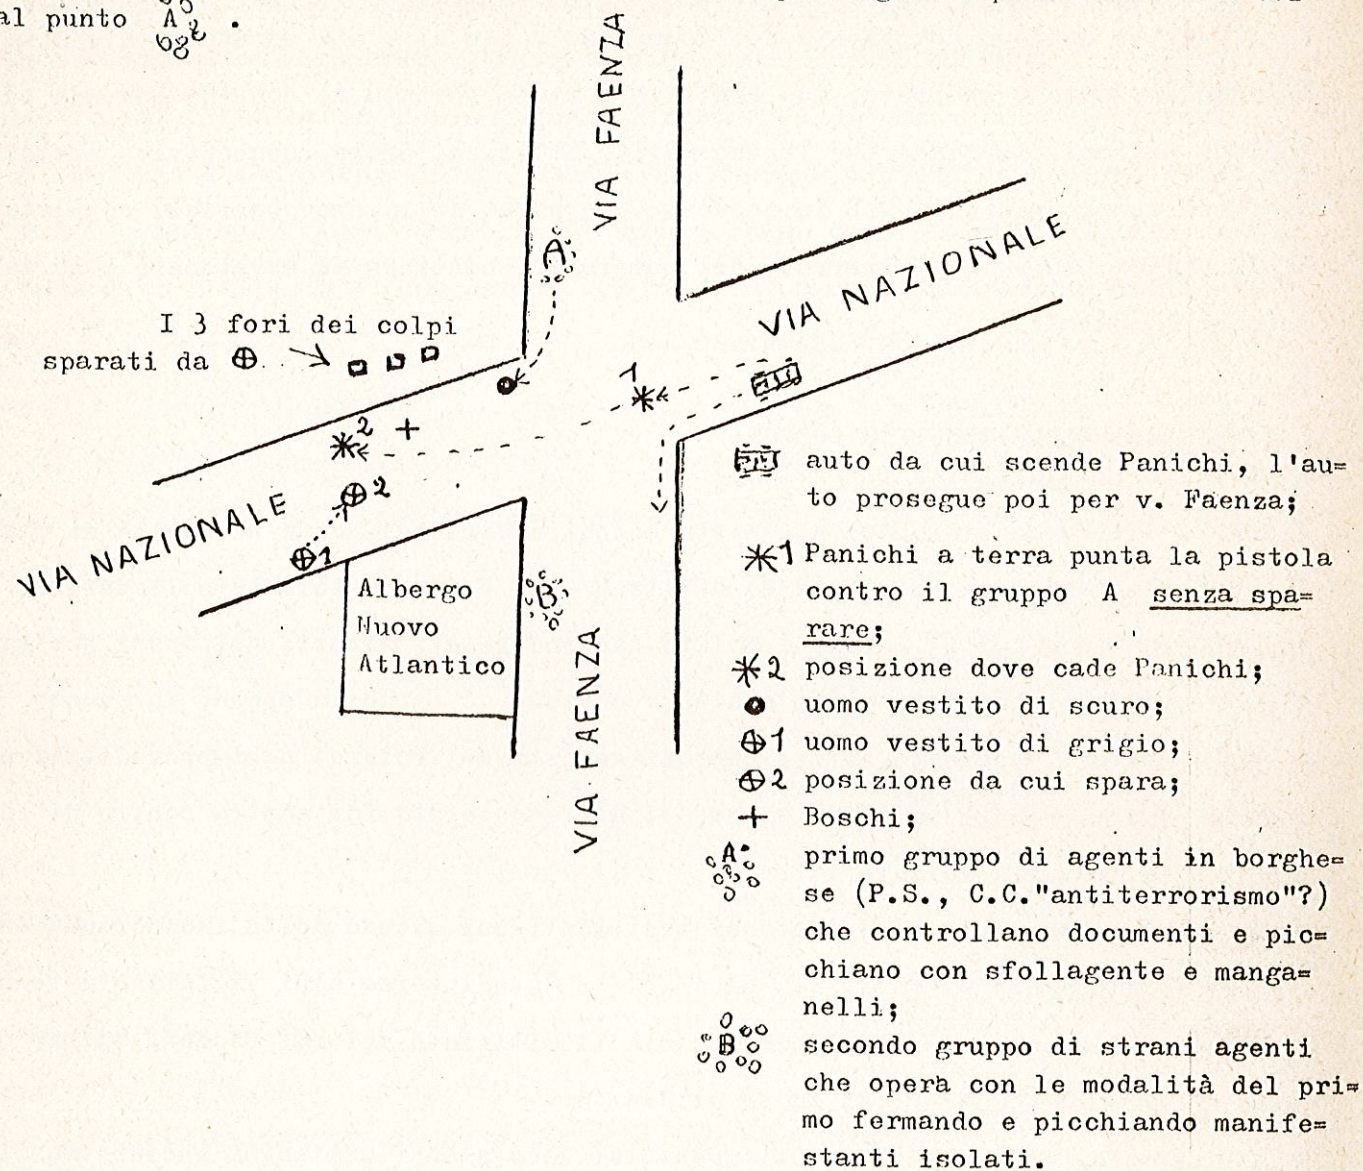 al punto A .
VIA FAENZA
VIA NAZIONALE
A
I 3 fori dei colpi
sparati da ⊕
1
2
2
VIA NAZIONALE
1
Albergo
Nuovo
Atlantico
B
VIA FAENZA
auto da cui scende Panichi, l'au=
to prosegue poi per v. Faenza;
1 Panichi a tèrra punta la pistola
contro il gruppo A senza spa=
rare;
2 posizione dove cade Panichi;
uomo vestito di scuro;
⊕1 uomo vestito di grigio;
⊕2 posizione da cui spara;
+ Boschi;
A primo gruppo di agenti in borghe=
se (P.S., C.C."antiterrorismo"?)
che controllano documenti e pic=
chiano con sfollagente e manga=
nelli;
B secondo gruppo di strani agenti
che opera con le modalità del pri=
mo fermando e picchiando manife=
stanti isolati.